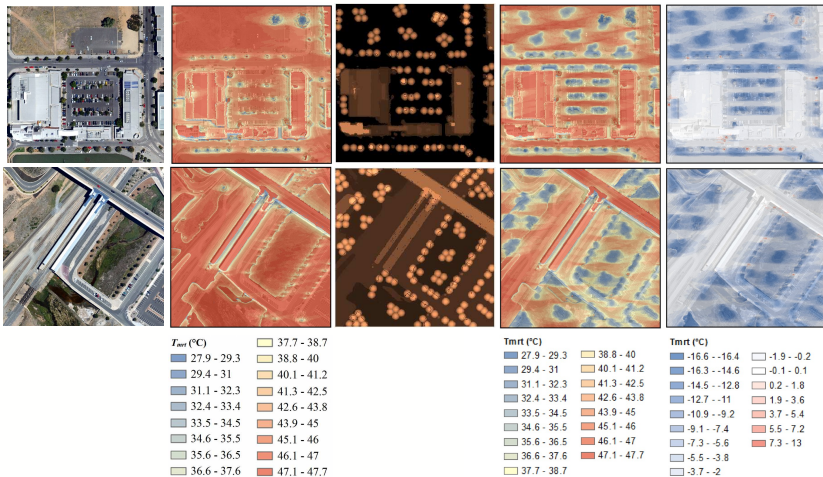 Tmrt (°C)
27.9 - 29.3
29.4 - 31
31.1 - 32.3
32.4 - 33.4
33.5 - 34.5
34.6 - 35.5
35.6 - 36.5
36.6 - 37.6
37.7 - 38.7
38.8 - 40
40.1 - 41.2
41.3 - 42.5
42.6 - 43.8
43.9 - 45
45.1 - 46
46.1 - 47
47.1 - 47.7
Tmrt (°C)
27.9 - 29.3
29.4 - 31
31.1 - 32.3
32.4 - 33.4
33.5 - 34.5
34.6 - 35.5
35.6 - 36.5
36.6 - 37.6
37.7 - 38.7
38.8 - 40
40.1 - 41.2
41.3 - 42.5
42.6 - 43.8
43.9 - 45
45.1 - 46
46.1 - 47
47.1 - 47.7
Tmrt (°C)
-16.6 - -16.4
-16.3 - -14.6
-14.5 - -12.8
-12.7 - -11
-10.9 - -9.2
-9.1 - -7.4
-7.3 - -5.6
-5.5 - -3.8
-3.7 - -2
-1.9 - -0.2
-0.1 - 0.1
0.2 - 1.8
1.9 - 3.6
3.7 - 5.4
5.5 - 7.2
7.3 - 13